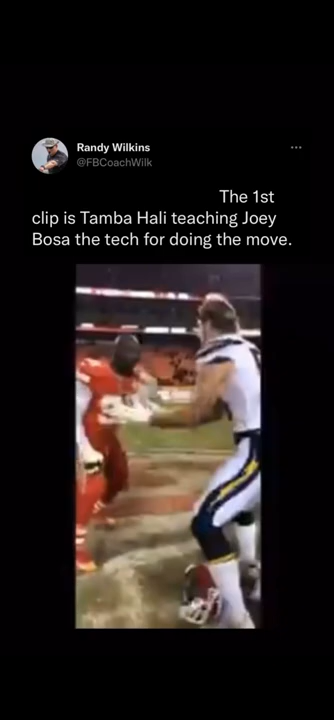 Randy Wilkins
@FBCoachWilk
The 1st
clip is Tamba Hali teaching Joey
Bosa the tech for doing the move.